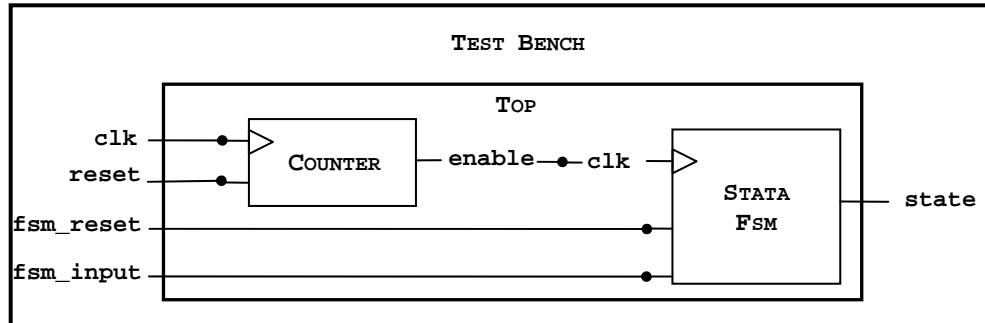 TEST BENCH
TOP
clk
COUNTER
enable
clk
reset
STATA
FSM
state
fsm_reset
fsm_input